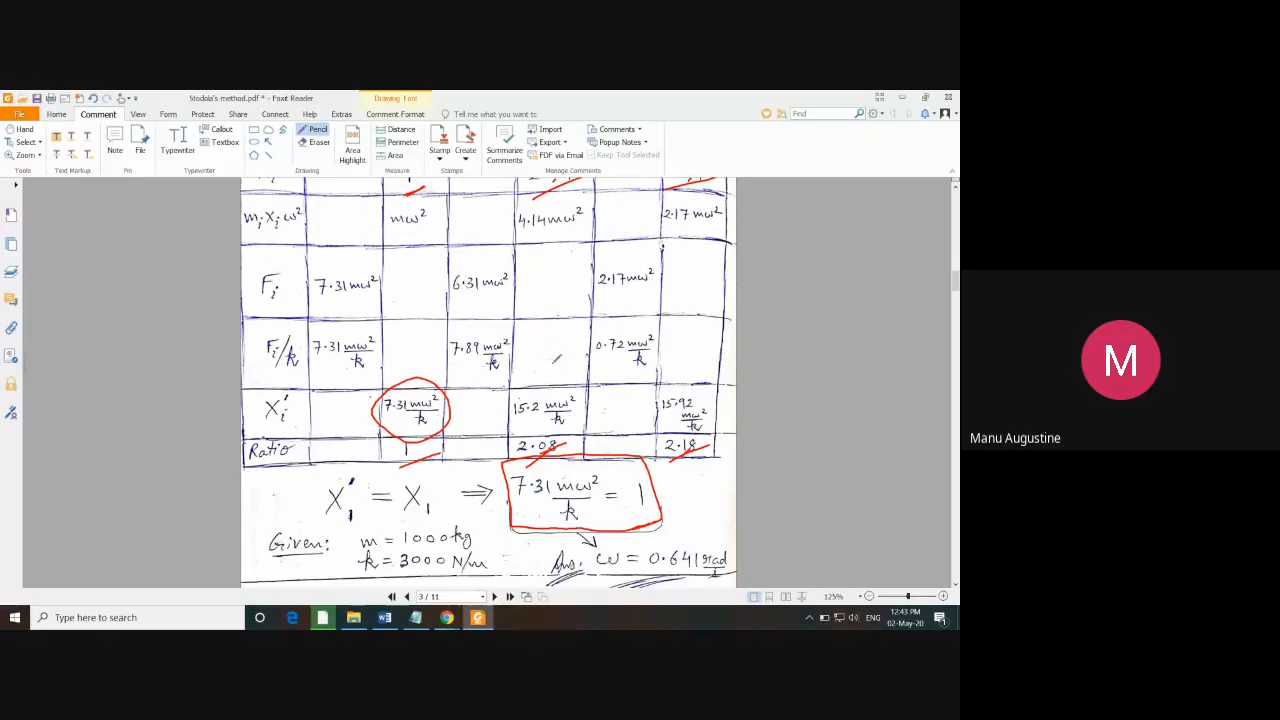 Stodola's method.pdf * - Foxit Reader
Drawing Tool
File Home Comment View Form Protect Share Connect Help Extras Comment Format Tell me what you want to
Find
Hand
Select
Zoom
Tools
Text Markup
Note
File
Pin
Typewriter
Callout
Textbox
Typewriter
Pencil
Eraser
Drawing
Area Highlight
Distance
Perimeter
Area
Measure
Stamp
Create
Stamps
Summarize Comments
Import
Export
FDF via Email
Comments
Popup Notes
Keep Tool Selected
Manage Comments
mᵢxᵢω² mω² 4.14mω² 2.17mω²
Fᵢ 7.31mω² 6.31mω² 2.17mω²
Fᵢ/k 7.31 mω²/k 7.89 mω²/k 0.72 mω²/k
Xᵢ' 7.31 mω²/k 15.2 mω²/k 15.92 mω²/k
Ratio 1 2.08 2.18
X₁' = X₁ ⇒ 7.31 mω²/k = 1
Given: m = 1000kg
k = 3000 N/m Ans. ω = 0.641 rad/s
3 / 11
125%
Type here to search
ENG
12:43 PM
02-May-20
M
Manu Augustine